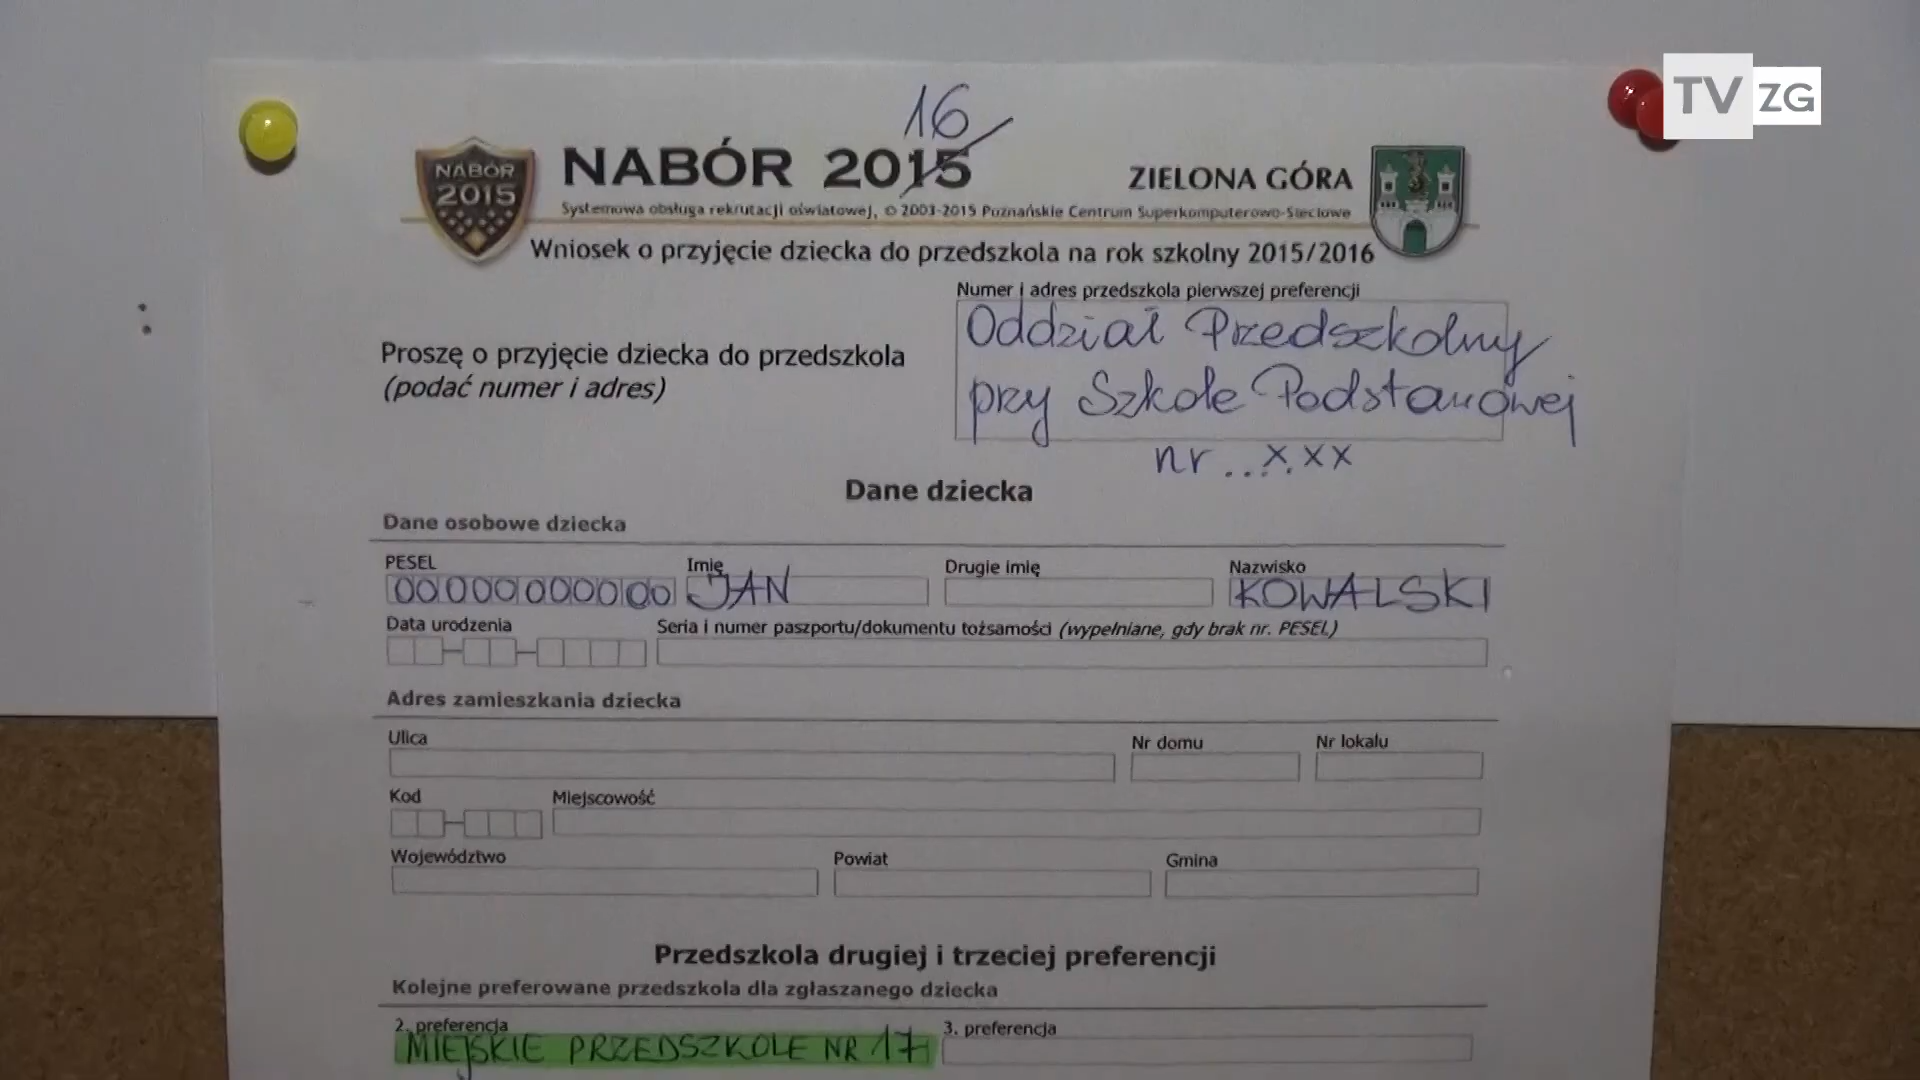 TV ZG
16
NABÓR 2015
NABÓR 2015
ZIELONA GÓRA
Systemowa obsługa rekrutacji oświatowej, © 2003-2015 Poznańskie Centrum Superkomputerowo-Sieciowe
Wniosek o przyjęcie dziecka do przedszkola na rok szkolny 2015/2016
Numer i adres przedszkola pierwszej preferencji
Proszę o przyjęcie dziecka do przedszkola
(podać numer i adres)
Oddział Przedszkolny
przy Szkole Podstawowej
nr ..x.xx
Dane dziecka
Dane osobowe dziecka
PESEL Imię Drugie imię Nazwisko
00000000000 JAN KOWALSKI
Data urodzenia Seria i numer paszportu/dokumentu tożsamości (wypełniane, gdy brak nr. PESEL)
Adres zamieszkania dziecka
Ulica Nr domu Nr lokalu
Kod Miejscowość
Województwo Powiat Gmina
Przedszkola drugiej i trzeciej preferencji
Kolejne preferowane przedszkola dla zgłaszanego dziecka
2. preferencja 3. preferencja
MIEJSKIE PRZEDSZKOLE NR 17